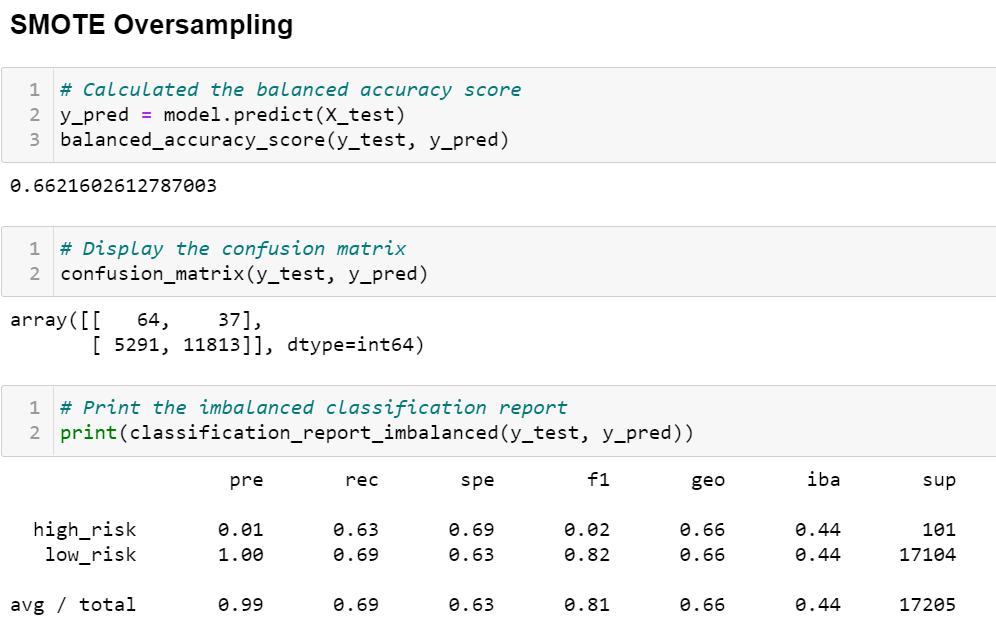 SMOTE Oversampling
1 # Calculated the balanced accuracy score
2 y_pred = model.predict(X_test)
3 balanced_accuracy_score(y_test, y_pred)
0.6621602612787003
1 # Display the confusion matrix
2 confusion_matrix(y_test, y_pred)
array([[   64,    37],
       [ 5291, 11813]], dtype=int64)
1 # Print the imbalanced classification report
2 print(classification_report_imbalanced(y_test, y_pred))
                   pre       rec       spe        f1       geo       iba       sup
  high_risk       0.01      0.63      0.69      0.02      0.66      0.44       101
   low_risk       1.00      0.69      0.63      0.82      0.66      0.44     17104
avg / total       0.99      0.69      0.63      0.81      0.66      0.44     17205